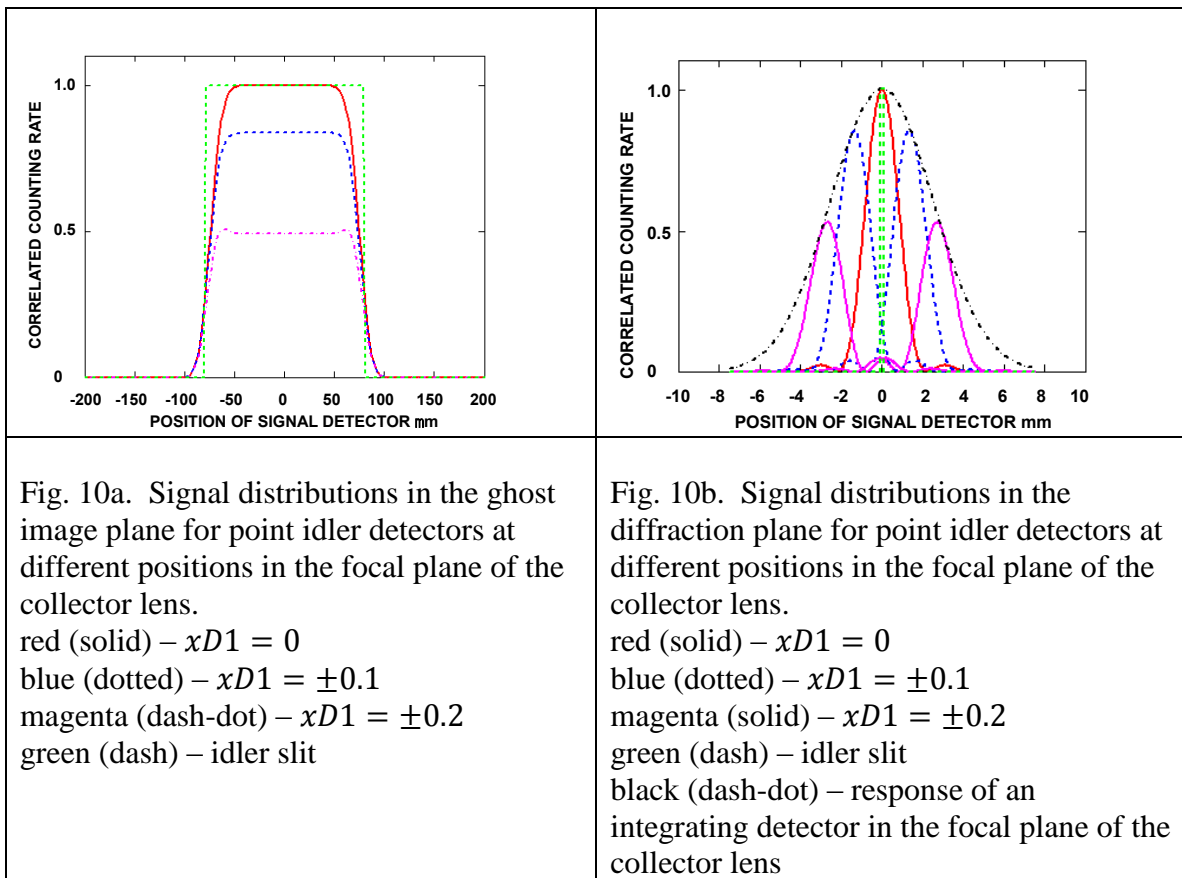 CORRELATED COUNTING RATE
1.0
0.5
0
-200 -150 -100 -50 0 50 100 150 200
POSITION OF SIGNAL DETECTOR mm
CORRELATED COUNTING RATE
1.0
0.5
0
-10 -8 -6 -4 -2 0 2 4 6 8 10
POSITION OF SIGNAL DETECTOR mm
Fig. 10a. Signal distributions in the ghost
image plane for point idler detectors at
different positions in the focal plane of the
collector lens.
red (solid) – xD1 = 0
blue (dotted) – xD1 = ±0.1
magenta (dash-dot) – xD1 = ±0.2
green (dash) – idler slit
Fig. 10b. Signal distributions in the
diffraction plane for point idler detectors at
different positions in the focal plane of the
collector lens.
red (solid) – xD1 = 0
blue (dotted) – xD1 = ±0.1
magenta (solid) – xD1 = ±0.2
green (dash) – idler slit
black (dash-dot) – response of an
integrating detector in the focal plane of the
collector lens